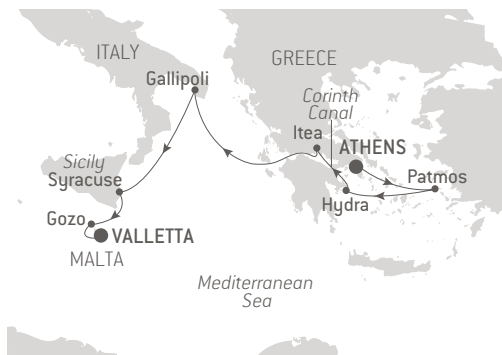 ITALY
GREECE
Gallipoli
Corinth
Canal
Itea
ATHENS
Sicily
Syracuse
Patmos
Hydra
Gozo
VALLETTA
MALTA
Mediterranean
Sea